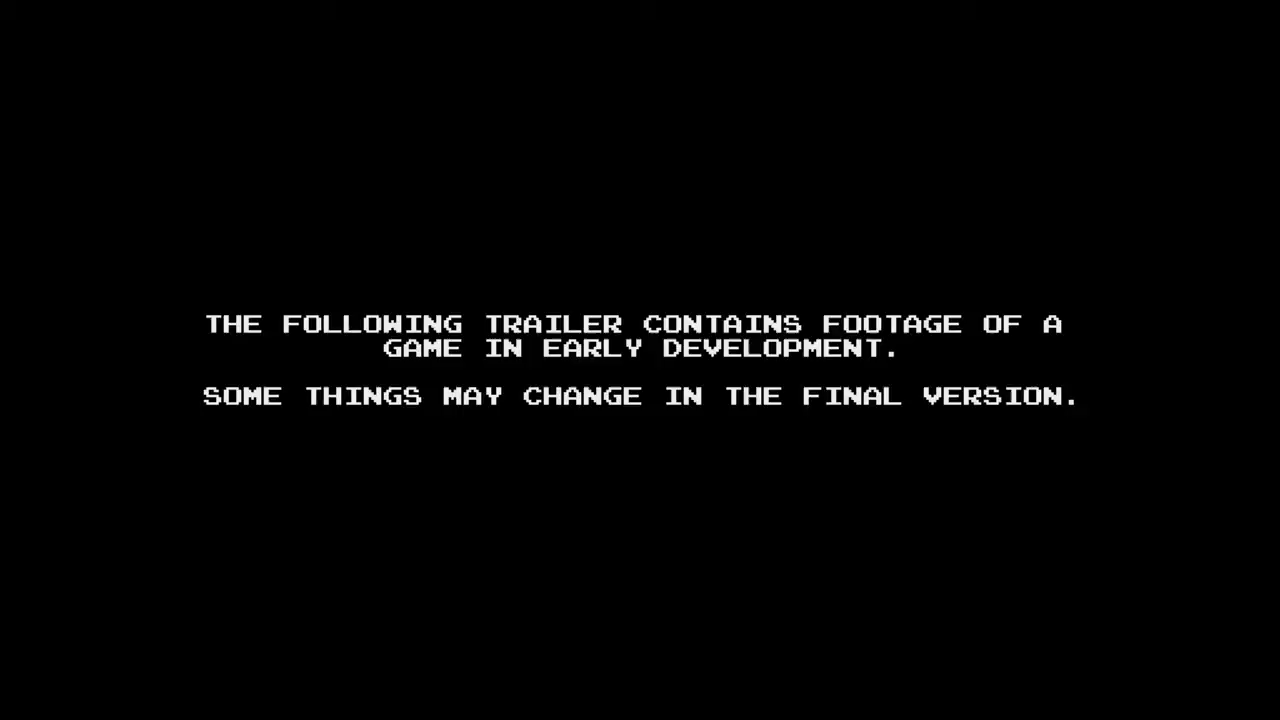 THE FOLLOWING TRAILER CONTAINS FOOTAGE OF A
GAME IN EARLY DEVELOPMENT.
SOME THINGS MAY CHANGE IN THE FINAL VERSION.